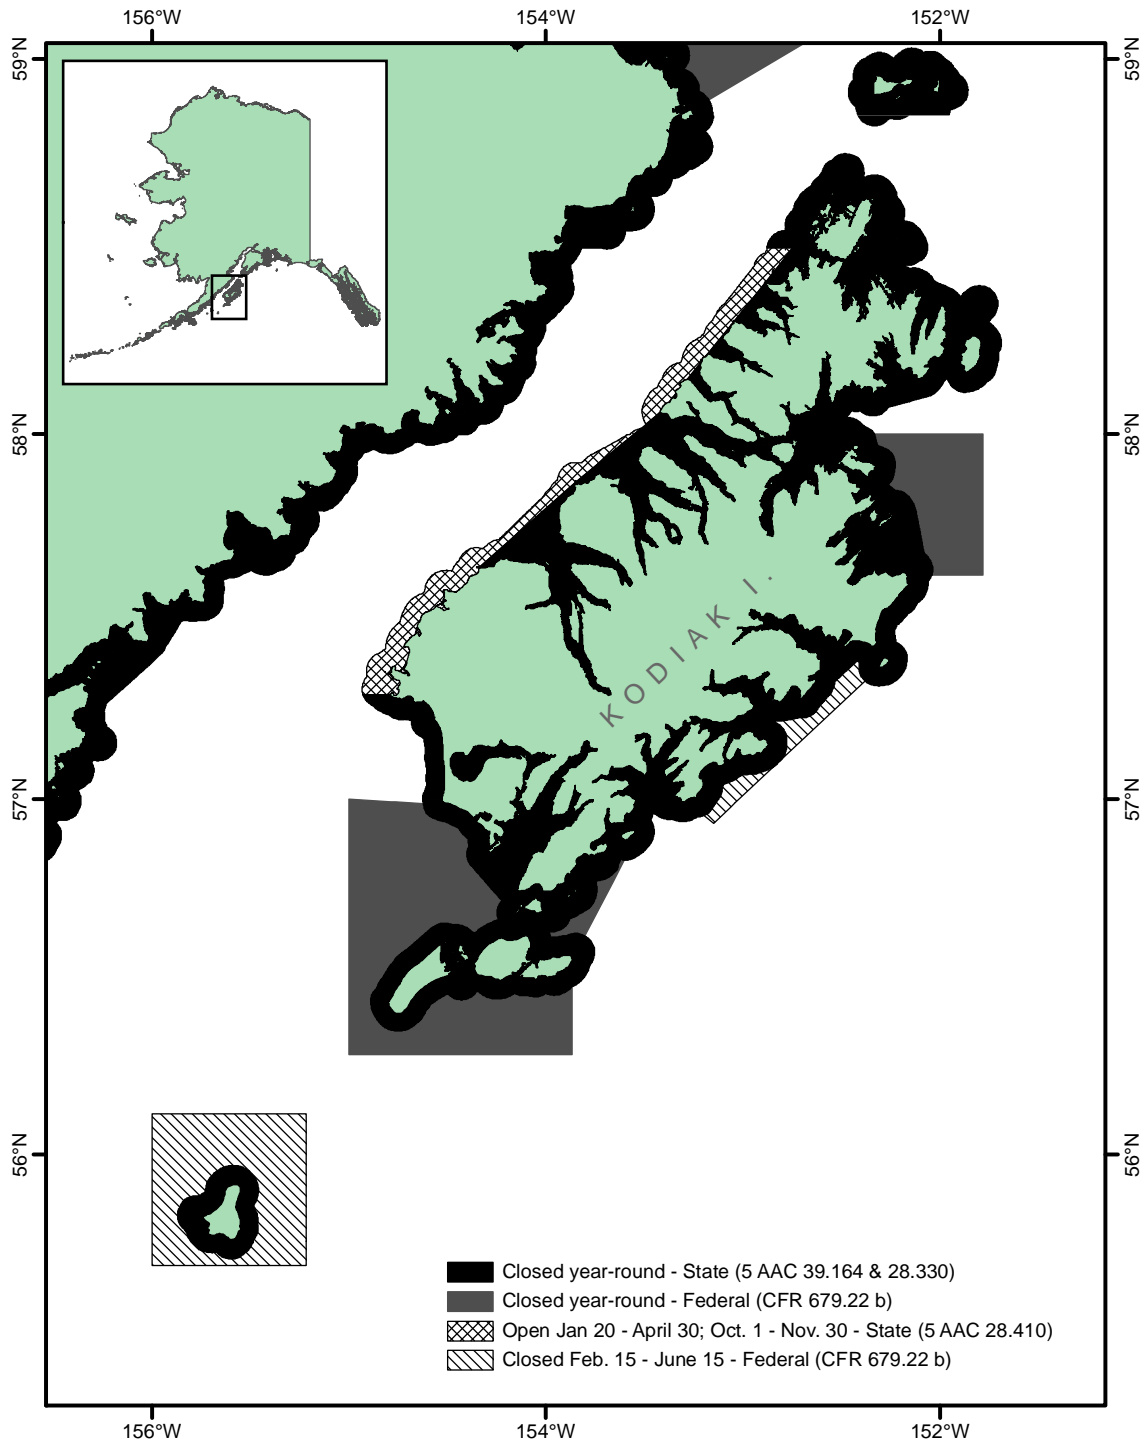 156°W 154°W 152°W
59°N 59°N
58°N 58°N
KODIAK I.
57°N 57°N
56°N 56°N
Closed year-round - State (5 AAC 39.164 & 28.330)
Closed year-round - Federal (CFR 679.22 b)
Open Jan 20 - April 30; Oct. 1 - Nov. 30 - State (5 AAC 28.410)
Closed Feb. 15 - June 15 - Federal (CFR 679.22 b)
156°W 154°W 152°W